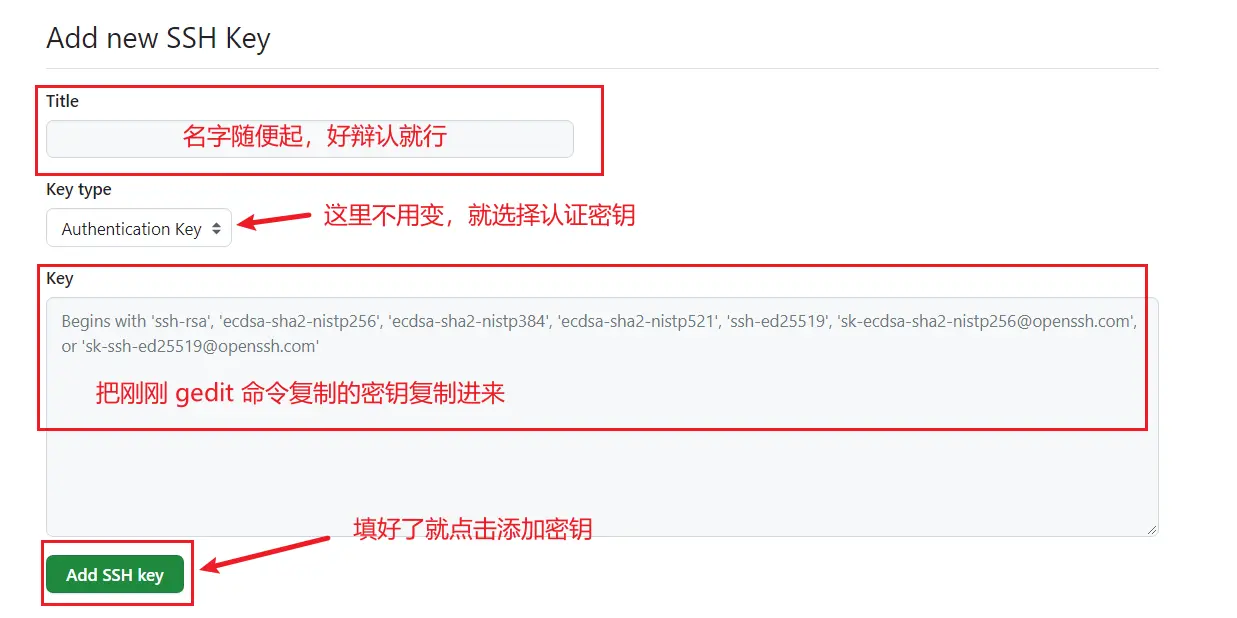 Add new SSH Key
Title
名字随便起，好辩认就行
Key type
Authentication Key
这里不用变，就选择认证密钥
Key
Begins with 'ssh-rsa', 'ecdsa-sha2-nistp256', 'ecdsa-sha2-nistp384', 'ecdsa-sha2-nistp521', 'ssh-ed25519', 'sk-ecdsa-sha2-nistp256@openssh.com',
or 'sk-ssh-ed25519@openssh.com'
把刚刚 gedit 命令复制的密钥复制进来
填好了就点击添加密钥
Add SSH key